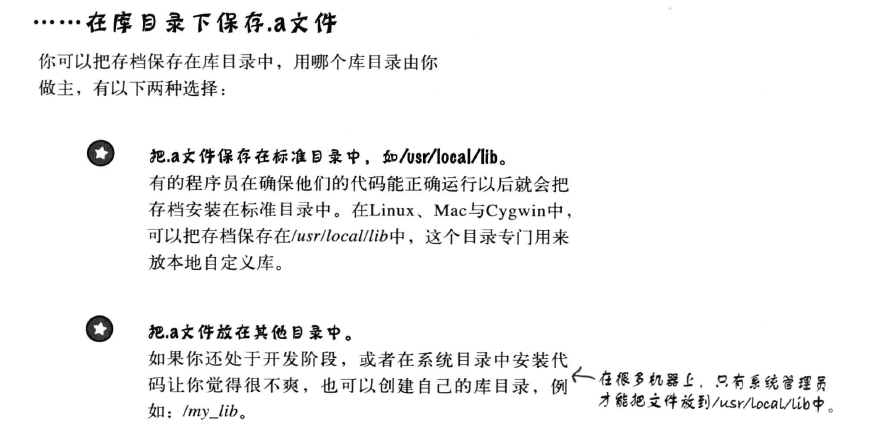 ……在库目录下保存.a文件
你可以把存档保存在库目录中，用哪个库目录由你
做主，有以下两种选择：
把.a文件保存在标准目录中，如/usr/local/lib。
有的程序员在确保他们的代码能正确运行以后就会把
存档安装在标准目录中。在Linux、Mac与Cygwin中，
可以把存档保存在/usr/local/lib中，这个目录专门用来
放本地自定义库。
把.a文件放在其他目录中。
如果你还处于开发阶段，或者在系统目录中安装代
码让你觉得很不爽，也可以创建自己的库目录，例
如：/my_lib。
在很多机器上，只有系统管理员
才能把文件放到/usr/local/lib中。